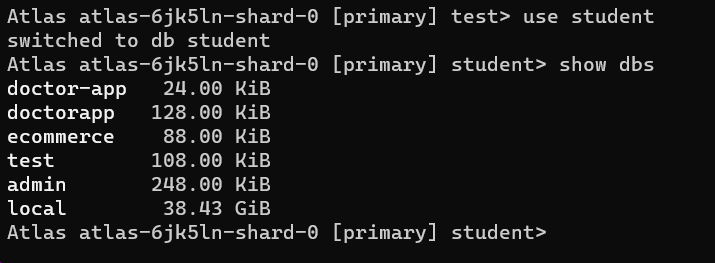 Atlas atlas-6jk5ln-shard-0 [primary] test> use student
switched to db student
Atlas atlas-6jk5ln-shard-0 [primary] student> show dbs
doctor-app   24.00 KiB
doctorapp   128.00 KiB
ecommerce    88.00 KiB
test        108.00 KiB
admin       248.00 KiB
local        38.43 GiB
Atlas atlas-6jk5ln-shard-0 [primary] student>